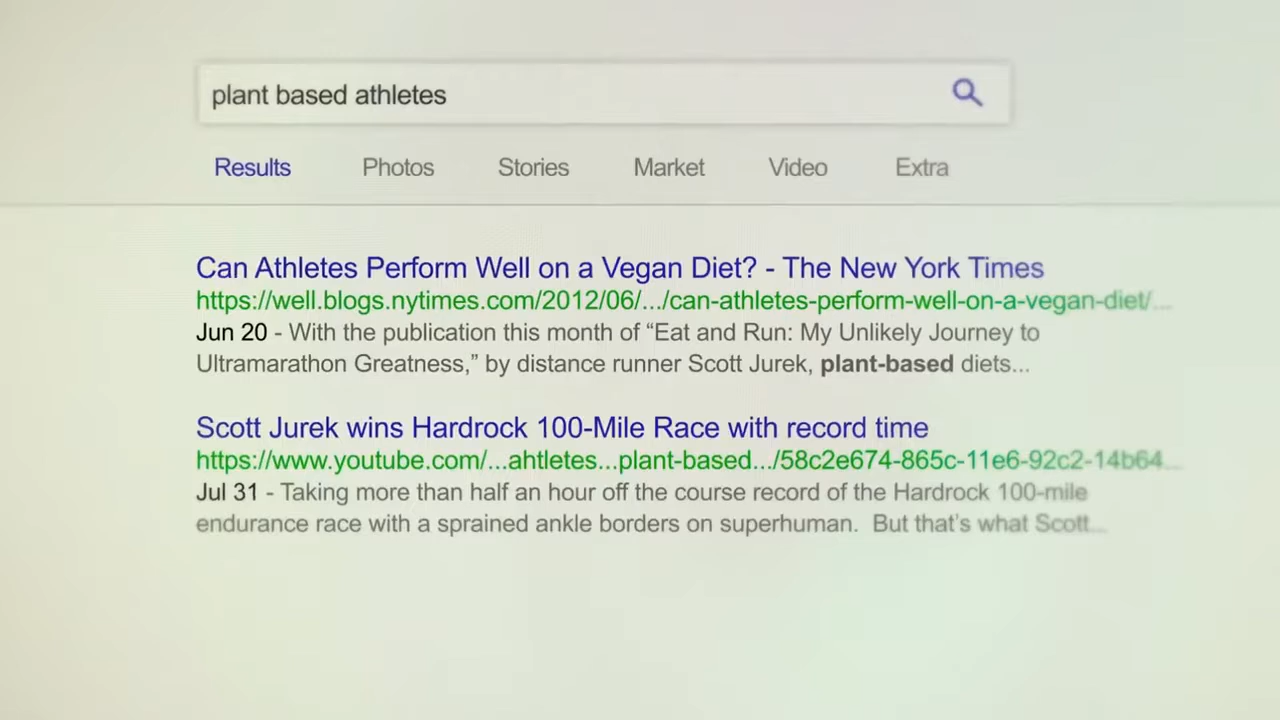 plant based athletes
Results Photos Stories Market Video Extra
Can Athletes Perform Well on a Vegan Diet? - The New York Times
https://well.blogs.nytimes.com/2012/06/.../can-athletes-perform-well-on-a-vegan-diet/...
Jun 20 - With the publication this month of “Eat and Run: My Unlikely Journey to
Ultramarathon Greatness,” by distance runner Scott Jurek, plant-based diets...
Scott Jurek wins Hardrock 100-Mile Race with record time
https://www.youtube.com/...ahtletes...plant-based.../58c2e674-865c-11e6-92c2-14b64...
Jul 31 - Taking more than half an hour off the course record of the Hardrock 100-mile
endurance race with a sprained ankle borders on superhuman. But that's what Scott...